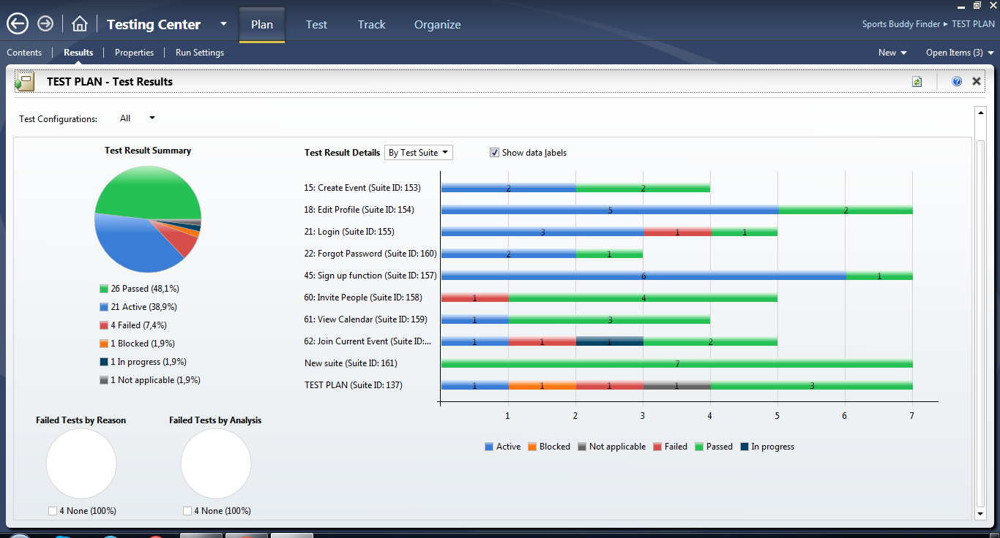 Testing Center Plan Test Track Organize
Sports Buddy Finder ▸ TEST PLAN
Contents Results Properties Run Settings
New Open Items (3)
TEST PLAN - Test Results
Test Configurations: All
Test Result Summary
26 Passed (48,1%)
21 Active (38,9%)
4 Failed (7,4%)
1 Blocked (1,9%)
1 In progress (1,9%)
1 Not applicable (1,9%)
Test Result Details By Test Suite Show data labels
15: Create Event (Suite ID: 153) 2 2
18: Edit Profile (Suite ID: 154) 5 2
21: Login (Suite ID: 155) 3 1 1
22: Forgot Password (Suite ID: 160) 2 1
45: Sign up function (Suite ID: 157) 6 1
60: Invite People (Suite ID: 158) 1 4
61: View Calendar (Suite ID: 159) 1 3
62: Join Current Event (Suite ID:... 1 1 1 2
New suite (Suite ID: 161) 7
TEST PLAN (Suite ID: 137) 1 1 1 1 3
1 2 3 4 5 6 7
Active Blocked Not applicable Failed Passed In progress
Failed Tests by Reason
4 None (100%)
Failed Tests by Analysis
4 None (100%)